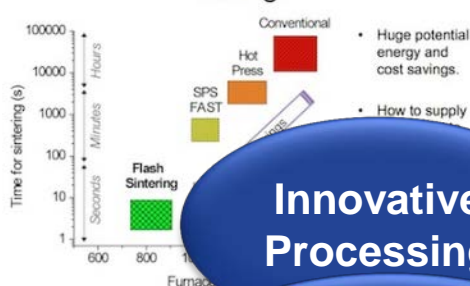 Conventional
100000
10000
1000
100
10
1
Time for sintering (s)
Hours
Minutes
Seconds
Hot
Press
SPS
FAST
Flash
Sintering
600
800
Furnac
• Huge potential
energy and
cost savings.
• How to supply
Innovative
Processing